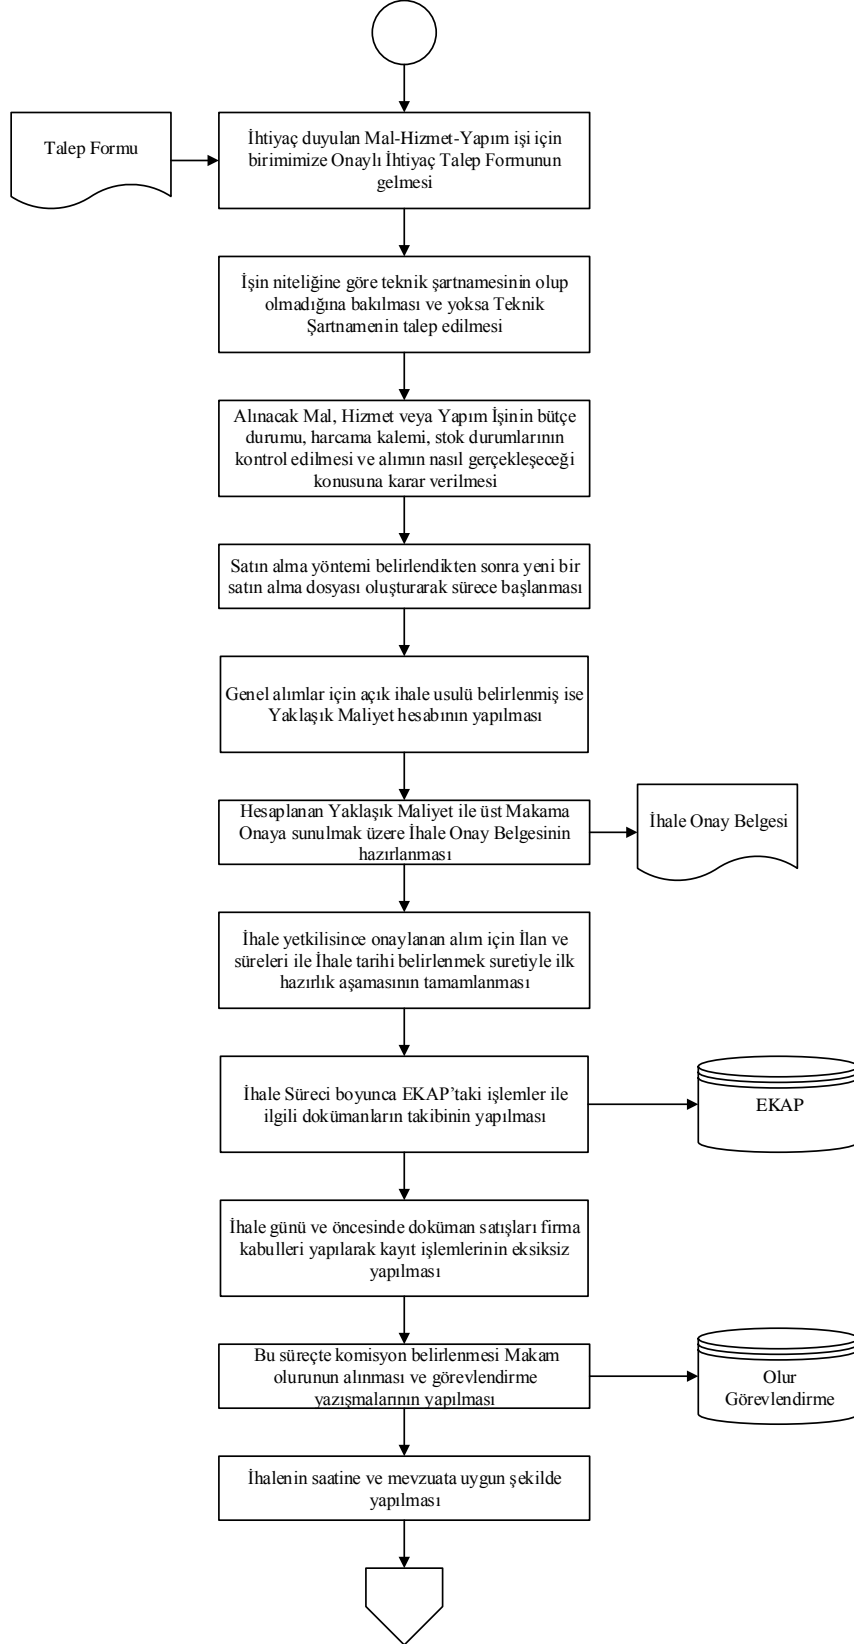 Talep Formu
İhtiyaç duyulan Mal-Hizmet-Yapım işi için
birimimize Onaylı İhtiyaç Talep Formunun
gelmesi
İşin niteliğine göre teknik şartnamesinin olup
olmadığına bakılması ve yoksa Teknik
Şartnamenin talep edilmesi
Alınacak Mal, Hizmet veya Yapım İşinin bütçe
durumu, harcama kalemi, stok durumlarının
kontrol edilmesi ve alımın nasıl gerçekleşeceği
konusuna karar verilmesi
Satın alma yöntemi belirlendikten sonra yeni bir
satın alma dosyası oluşturarak sürece başlanması
Genel alımlar için açık ihale usulü belirlenmiş ise
Yaklaşık Maliyet hesabının yapılması
Hesaplanan Yaklaşık Maliyet ile üst Makama
Onaya sunulmak üzere İhale Onay Belgesinin
hazırlanması
İhale Onay Belgesi
İhale yetkilisince onaylanan alım için İlan ve
süreleri ile İhale tarihi belirlenmek suretiyle ilk
hazırlık aşamasının tamamlanması
İhale Süreci boyunca EKAP’taki işlemler ile
ilgili dokümanların takibinin yapılması
EKAP
İhale günü ve öncesinde doküman satışları firma
kabulleri yapılarak kayıt işlemlerinin eksiksiz
yapılması
Bu süreçte komisyon belirlenmesi Makam
olurunun alınması ve görevlendirme
yazışmalarının yapılması
Olur
Görevlendirme
İhalenin saatine ve mevzuata uygun şekilde
yapılması